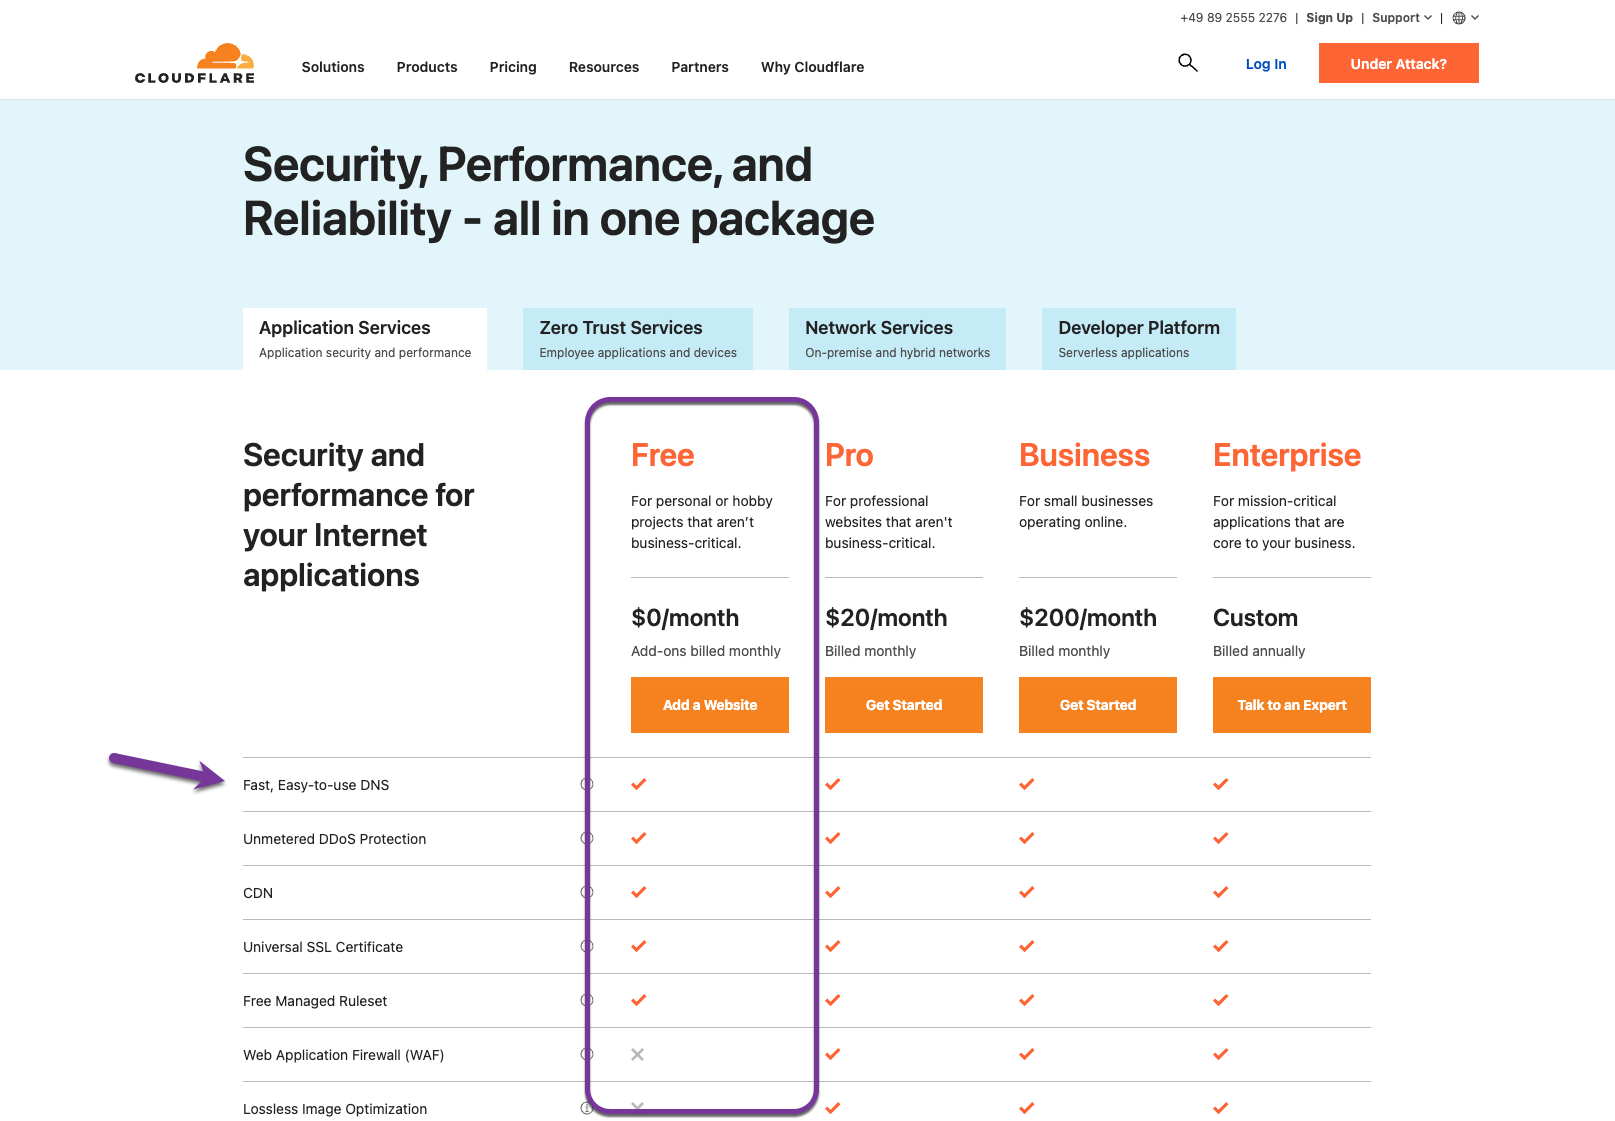 +49 89 2555 2276 | Sign Up | Support |
CLOUDFLARE
Solutions Products Pricing Resources Partners Why Cloudflare
Log In
Under Attack?
Security, Performance, and
Reliability - all in one package
Application Services
Application security and performance
Zero Trust Services
Employee applications and devices
Network Services
On-premise and hybrid networks
Developer Platform
Serverless applications
Security and
performance for
your Internet
applications
Free
For personal or hobby
projects that aren't
business-critical.
$0/month
Add-ons billed monthly
Add a Website
Pro
For professional
websites that aren't
business-critical.
$20/month
Billed monthly
Get Started
Business
For small businesses
operating online.
$200/month
Billed monthly
Get Started
Enterprise
For mission-critical
applications that are
core to your business.
Custom
Billed annually
Talk to an Expert
Fast, Easy-to-use DNS
Unmetered DDoS Protection
CDN
Universal SSL Certificate
Free Managed Ruleset
Web Application Firewall (WAF)
Lossless Image Optimization